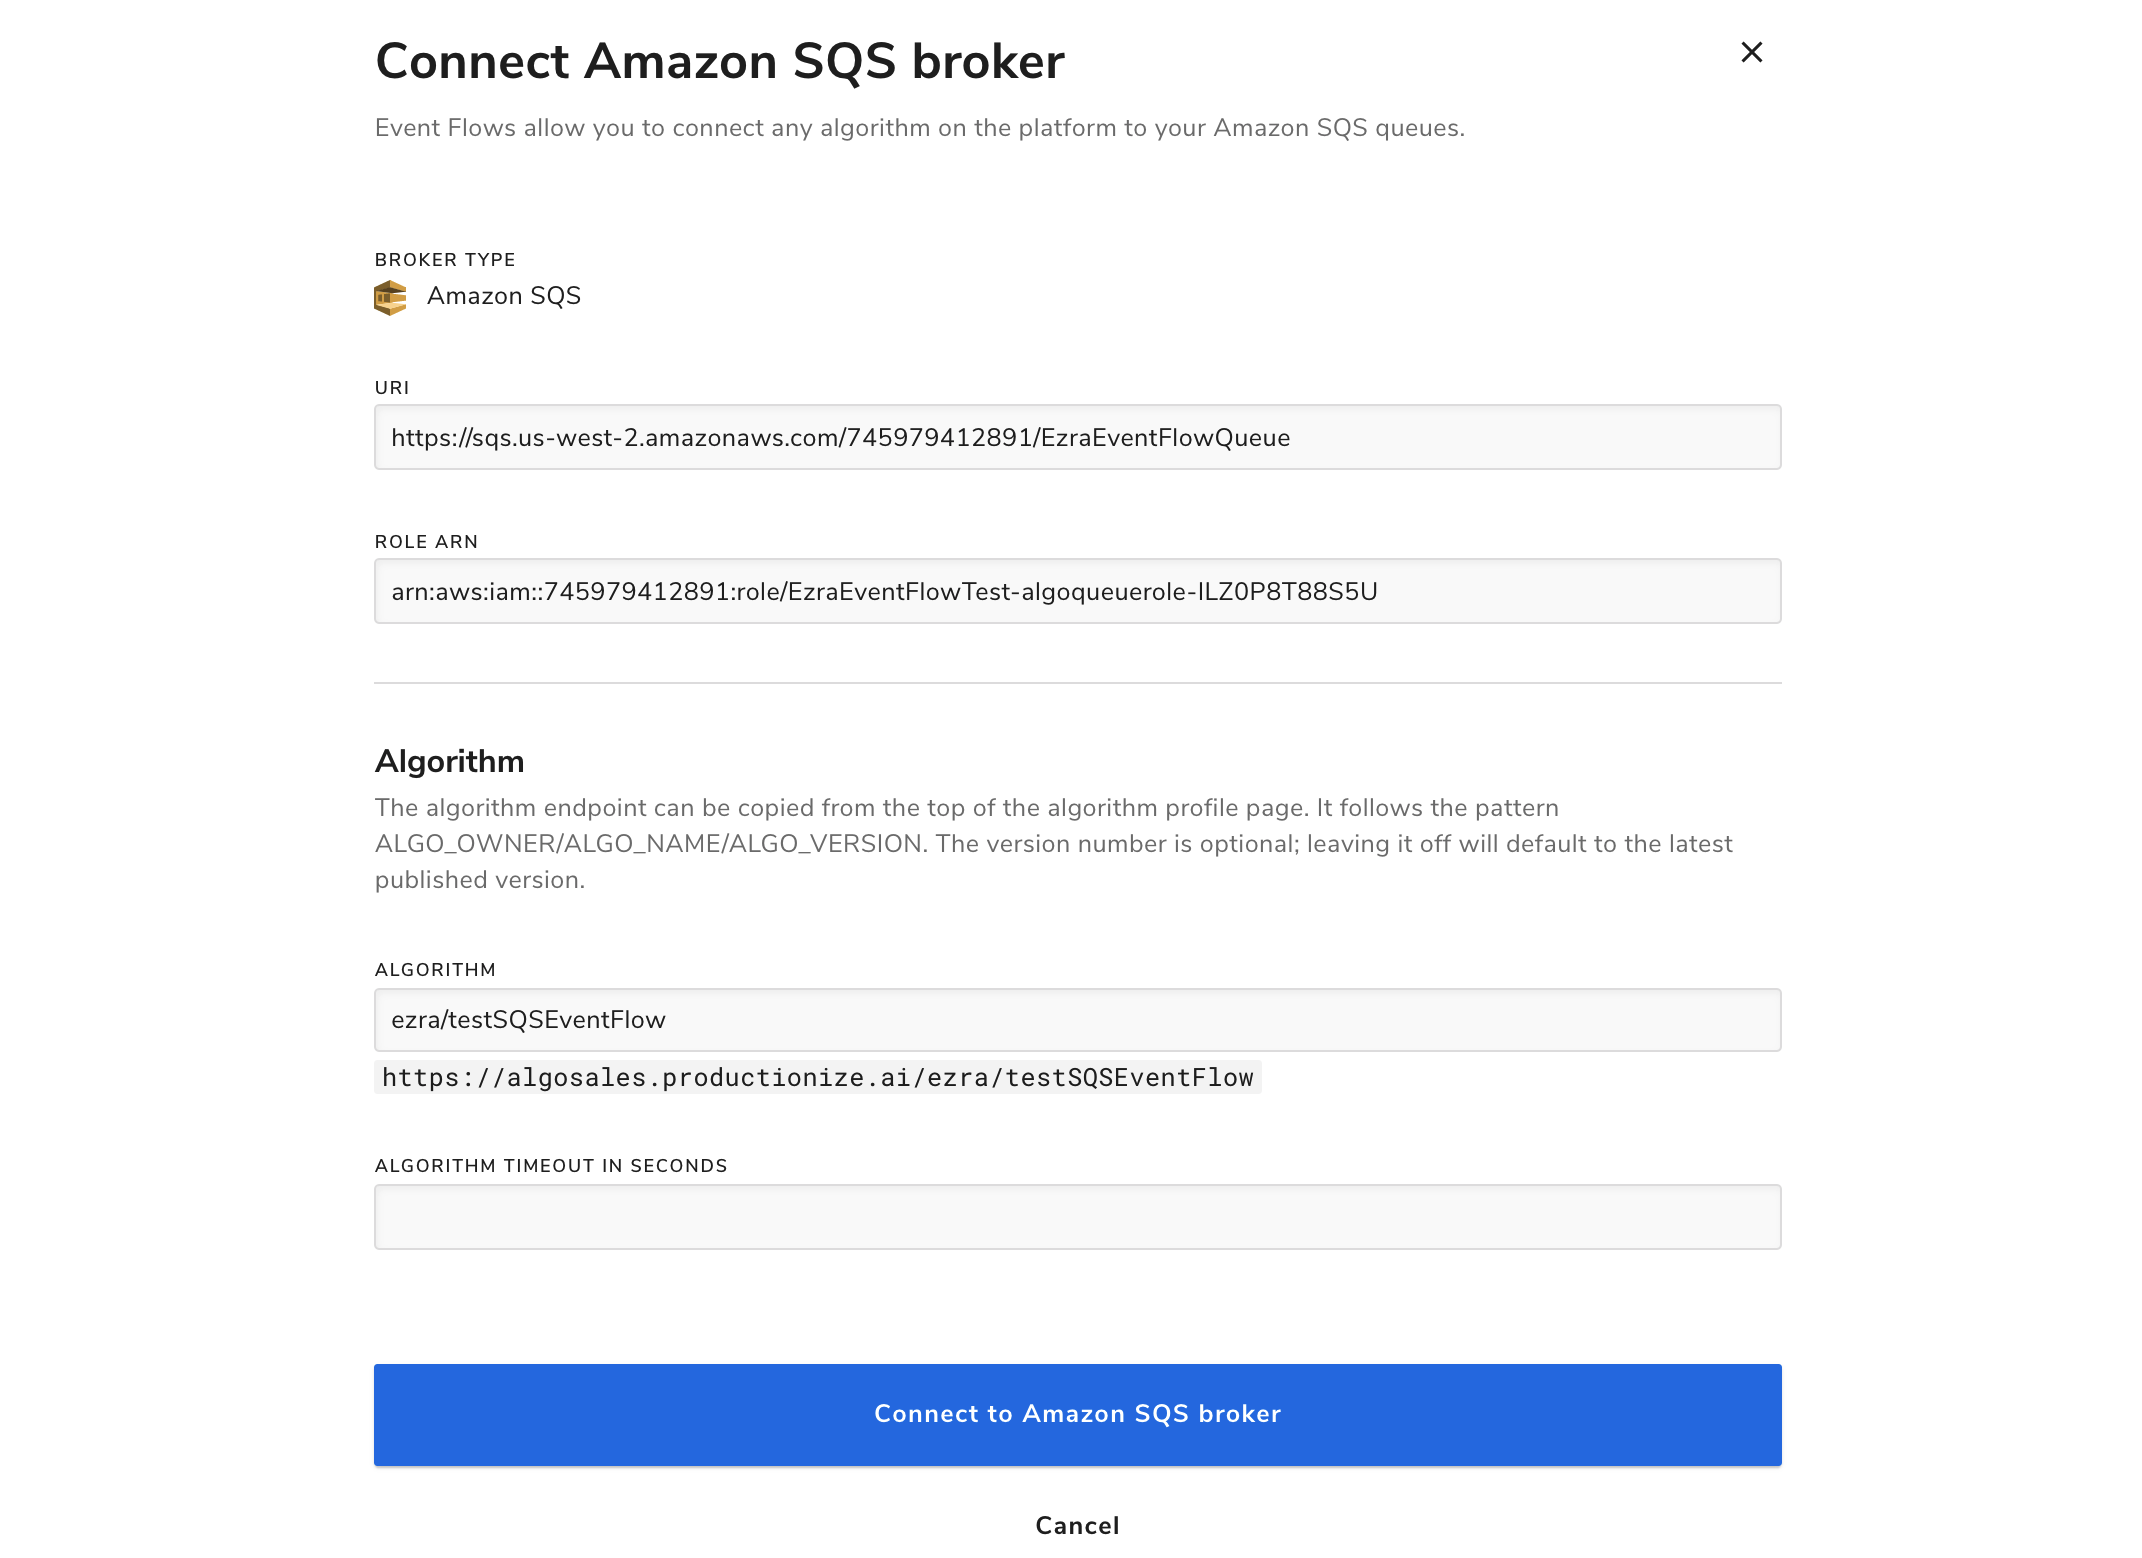 Connect Amazon SQS broker
Event Flows allow you to connect any algorithm on the platform to your Amazon SQS queues.
BROKER TYPE
Amazon SQS
URI
https://sqs.us-west-2.amazonaws.com/745979412891/EzraEventFlowQueue
ROLE ARN
arn:aws:iam::745979412891:role/EzraEventFlowTest-algoqueuerole-ILZ0P8T88S5U
Algorithm
The algorithm endpoint can be copied from the top of the algorithm profile page. It follows the pattern
ALGO_OWNER/ALGO_NAME/ALGO_VERSION. The version number is optional; leaving it off will default to the latest
published version.
ALGORITHM
ezra/testSQSEventFlow
https://algosales.productionize.ai/ezra/testSQSEventFlow
ALGORITHM TIMEOUT IN SECONDS
Connect to Amazon SQS broker
Cancel